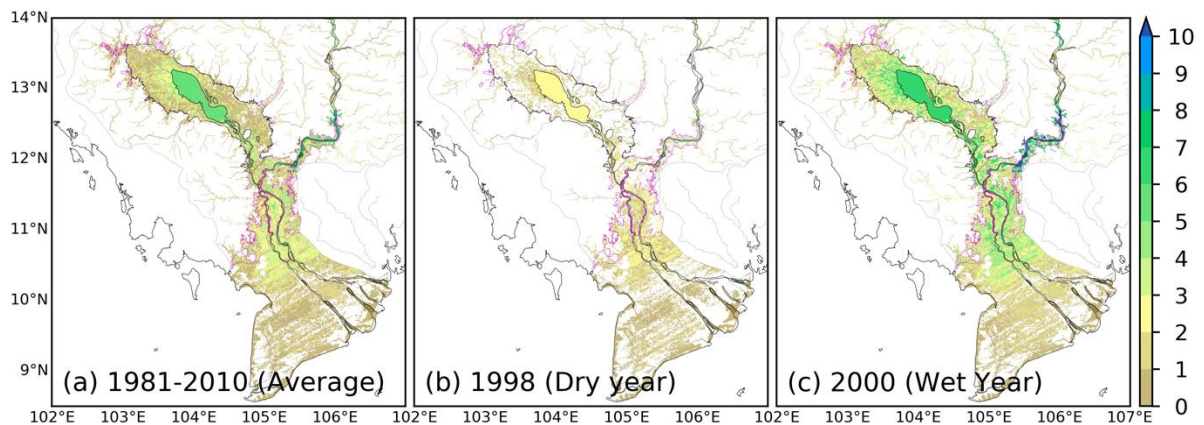 14°N
13°N
12°N
11°N
10°N
9°N
(a) 1981-2010 (Average)
(b) 1998 (Dry year)
(c) 2000 (Wet Year)
102°E 103°E 104°E 105°E 106°E 102°E 103°E 104°E 105°E 106°E 102°E 103°E 104°E 105°E 106°E 107°E
10
9
8
7
6
5
4
3
2
1
0